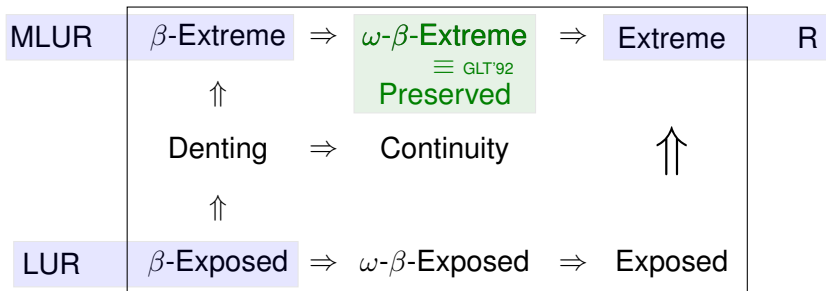 MLUR β-Extreme ⇒ ω-β-Extreme ⇒ Extreme R
≡ GLT'92
⇑ Preserved
Denting ⇒ Continuity ⇑
⇑
LUR β-Exposed ⇒ ω-β-Exposed ⇒ Exposed